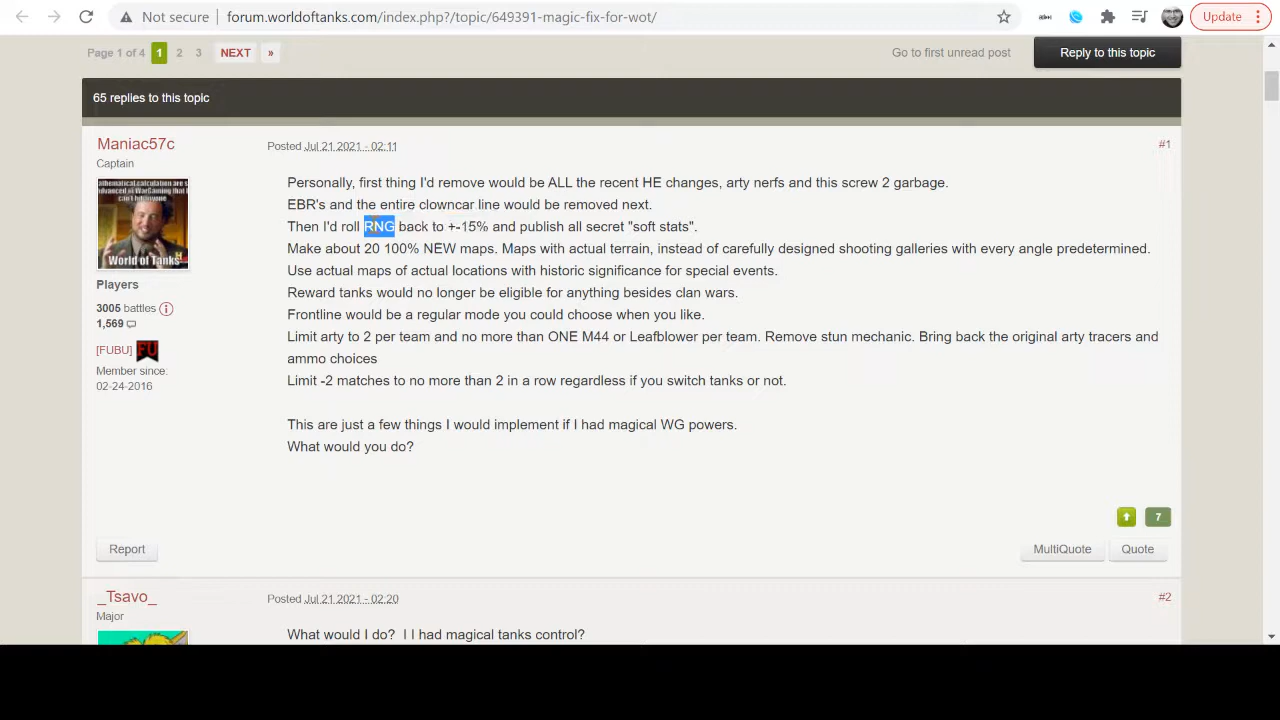 Not secure
forum.worldoftanks.com/index.php?/topic/649391-magic-fix-for-wot/
Update
Page 1 of 4 1 2 3 NEXT »
Go to first unread post
Reply to this topic
65 replies to this topic
Maniac57c
Captain
Posted Jul 21 2021 - 02:11
#1
World of Tanks
Players
3005 battles
1,569
[FUBU] FU
Member since:
02-24-2016
Personally, first thing I'd remove would be ALL the recent HE changes, arty nerfs and this screw 2 garbage.
EBR's and the entire clowncar line would be removed next.
Then I'd roll RNG back to +-15% and publish all secret "soft stats".
Make about 20 100% NEW maps. Maps with actual terrain, instead of carefully designed shooting galleries with every angle predetermined.
Use actual maps of actual locations with historic significance for special events.
Reward tanks would no longer be eligible for anything besides clan wars.
Frontline would be a regular mode you could choose when you like.
Limit arty to 2 per team and no more than ONE M44 or Leafblower per team. Remove stun mechanic. Bring back the original arty tracers and
ammo choices
Limit -2 matches to no more than 2 in a row regardless if you switch tanks or not.
This are just a few things I would implement if I had magical WG powers.
What would you do?
7
Report
MultiQuote
Quote
_Tsavo_
Major
Posted Jul 21 2021 - 02:20
#2
What would I do? I I had magical tanks control?